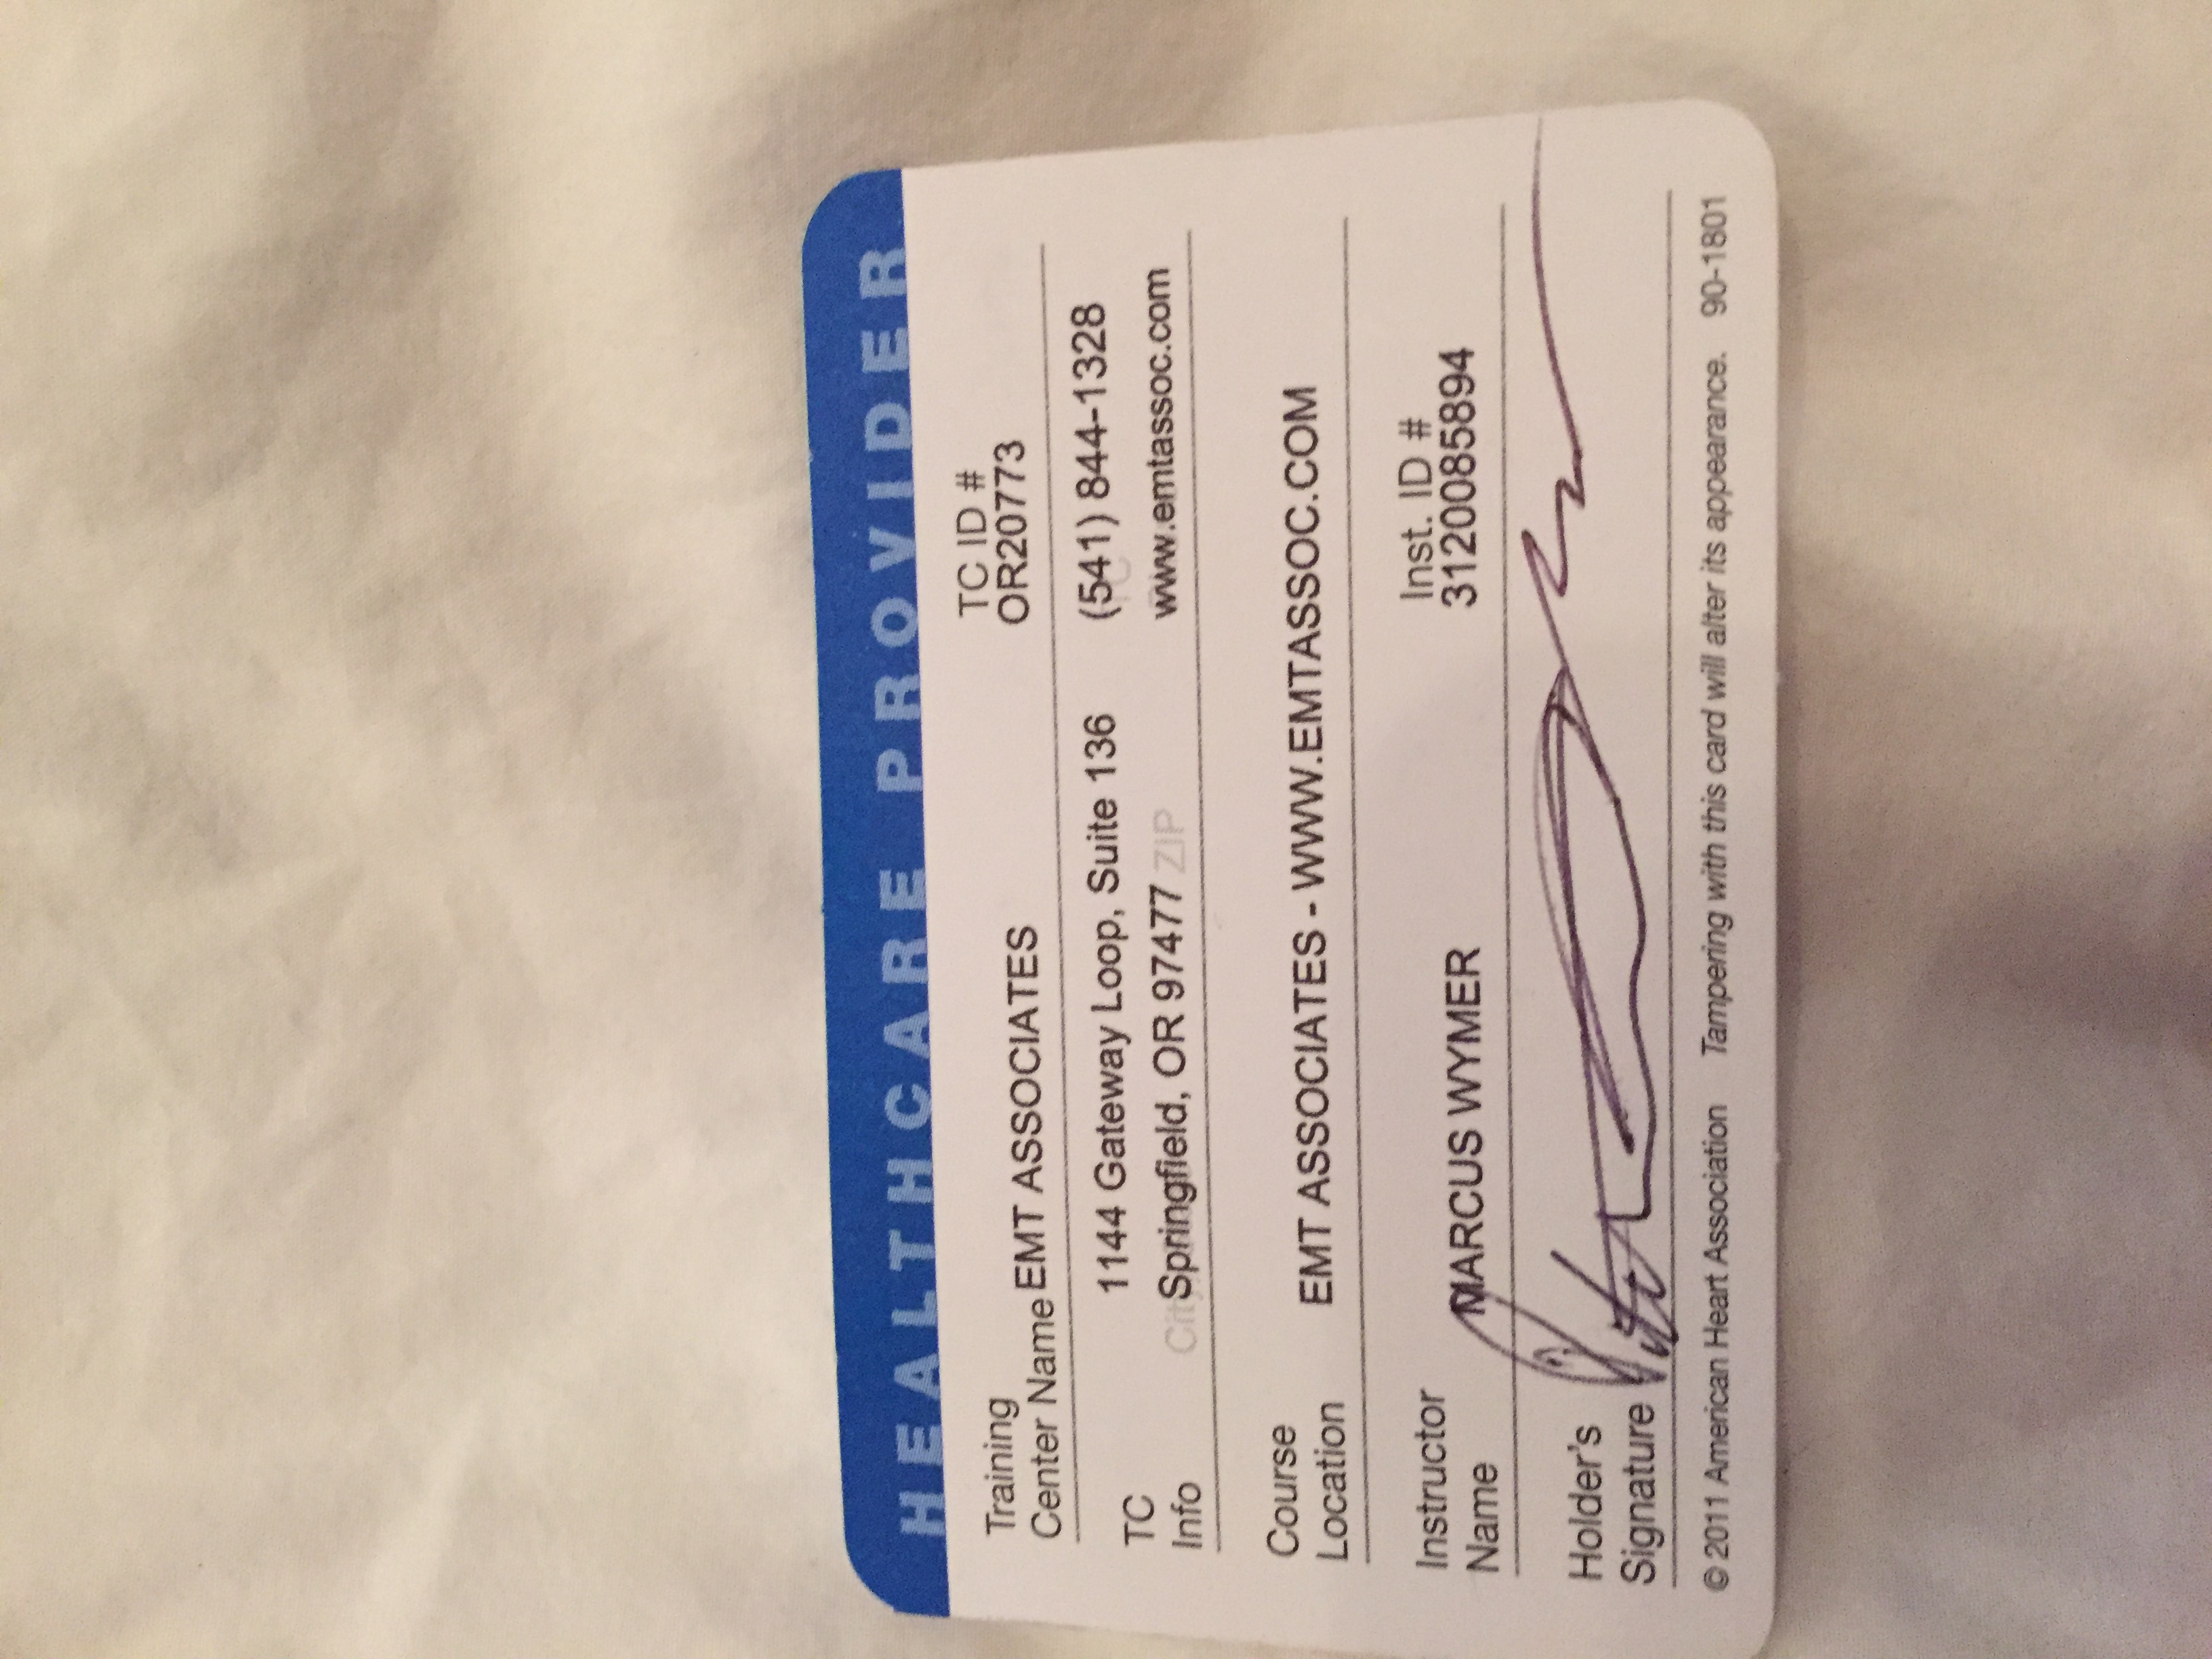 HEALTHCARE PROVIDER
Training Center Name EMT ASSOCIATES
TC ID #
OR20773
TC Info
1144 Gateway Loop, Suite 136 (541) 844-1328
City Springfield, OR 97477 ZIP www.emtassoc.com
Course Location EMT ASSOCIATES - WWW.EMTASSOC.COM
Instructor Name MARCUS WYMER
Inst. ID #
3120085894
Holder's Signature
© 2011 American Heart Association Tampering with this card will alter its appearance. 90-1801